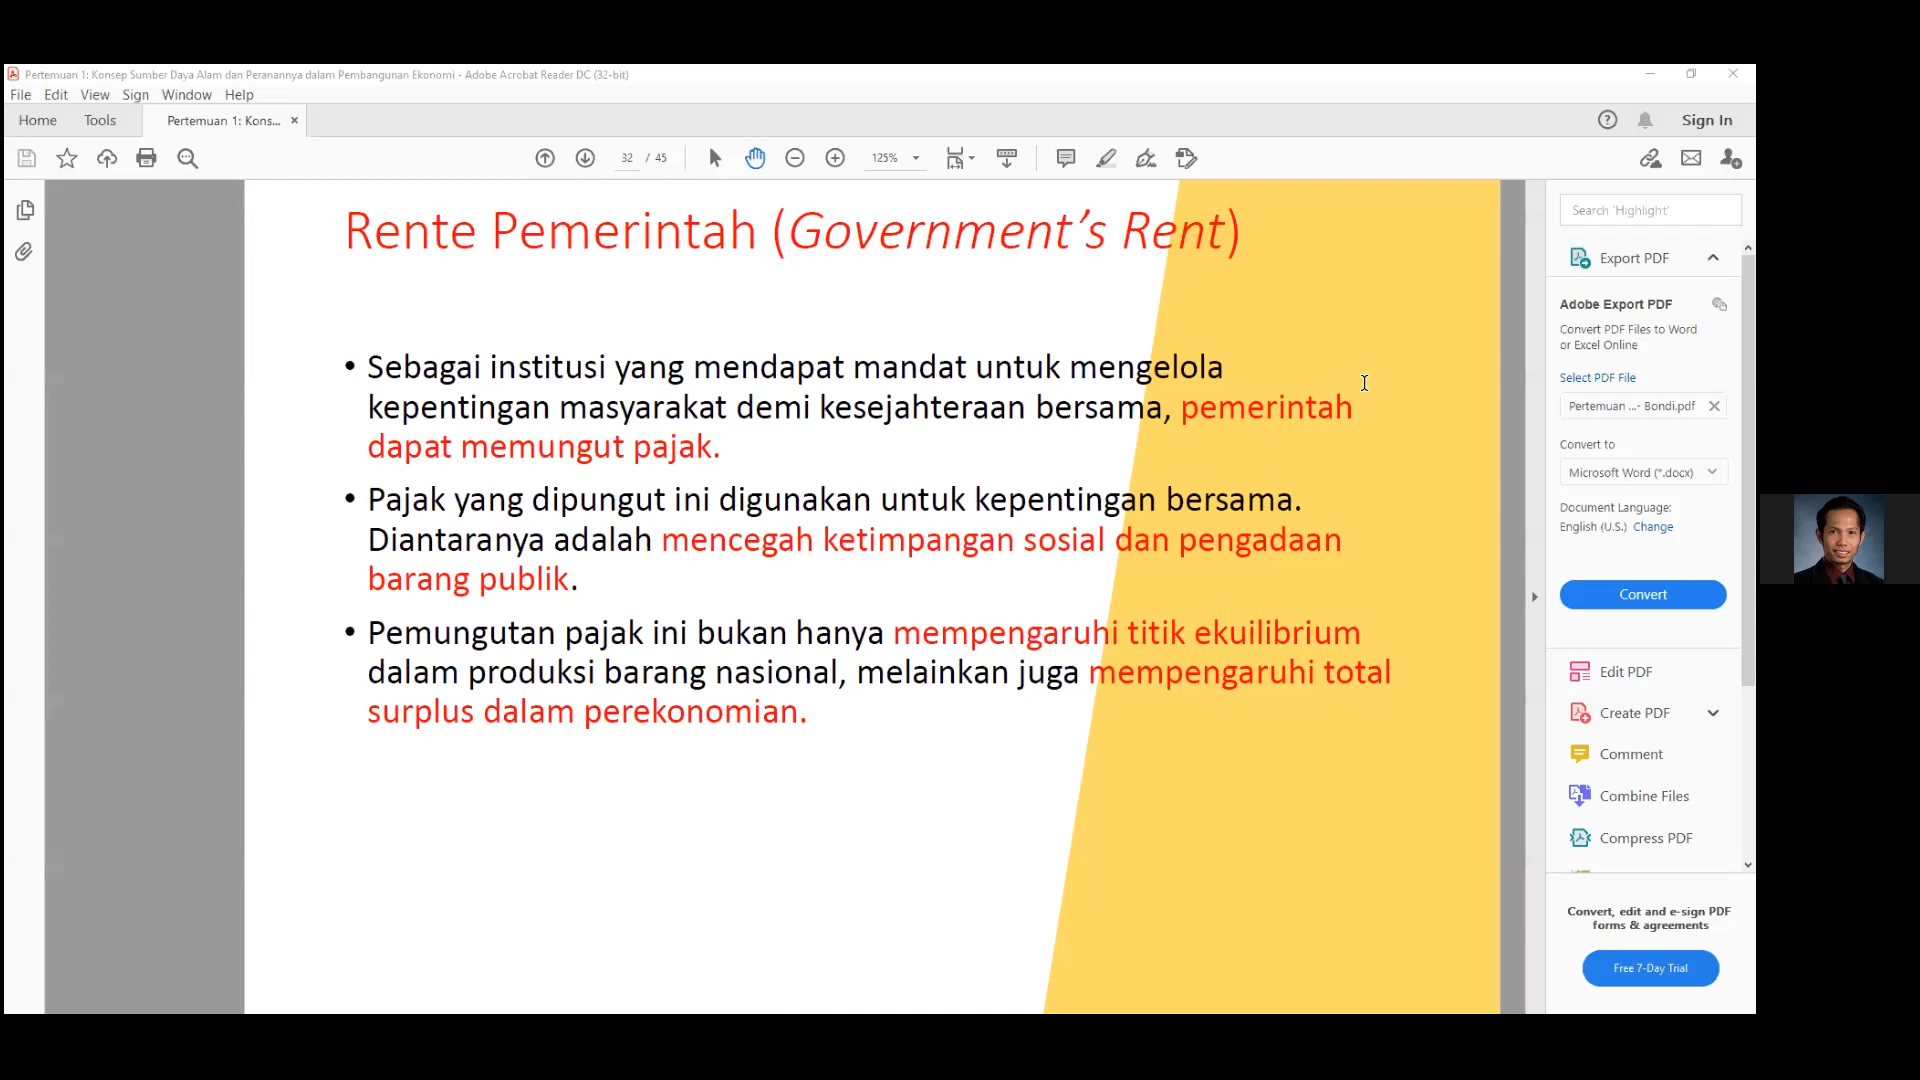 Pertemuan 1: Konsep Sumber Daya Alam dan Peranannya dalam Pembangunan Ekonomi - Adobe Acrobat Reader DC (32-bit)
File Edit View Sign Window Help
Home Tools Pertemuan 1: Kons... × Sign In
32 / 45 125%
Rente Pemerintah (Government’s Rent)
• Sebagai institusi yang mendapat mandat untuk mengelola
kepentingan masyarakat demi kesejahteraan bersama, pemerintah
dapat memungut pajak.
• Pajak yang dipungut ini digunakan untuk kepentingan bersama.
Diantaranya adalah mencegah ketimpangan sosial dan pengadaan
barang publik.
• Pemungutan pajak ini bukan hanya mempengaruhi titik ekuilibrium
dalam produksi barang nasional, melainkan juga mempengaruhi total
surplus dalam perekonomian.
Search 'Highlight'
Export PDF
Adobe Export PDF
Convert PDF Files to Word
or Excel Online
Select PDF File
Pertemuan ...- Bondi.pdf
Convert to
Microsoft Word (*.docx)
Document Language:
English (U.S.) Change
Convert
Edit PDF
Create PDF
Comment
Combine Files
Compress PDF
Convert, edit and e-sign PDF
forms & agreements
Free 7-Day Trial